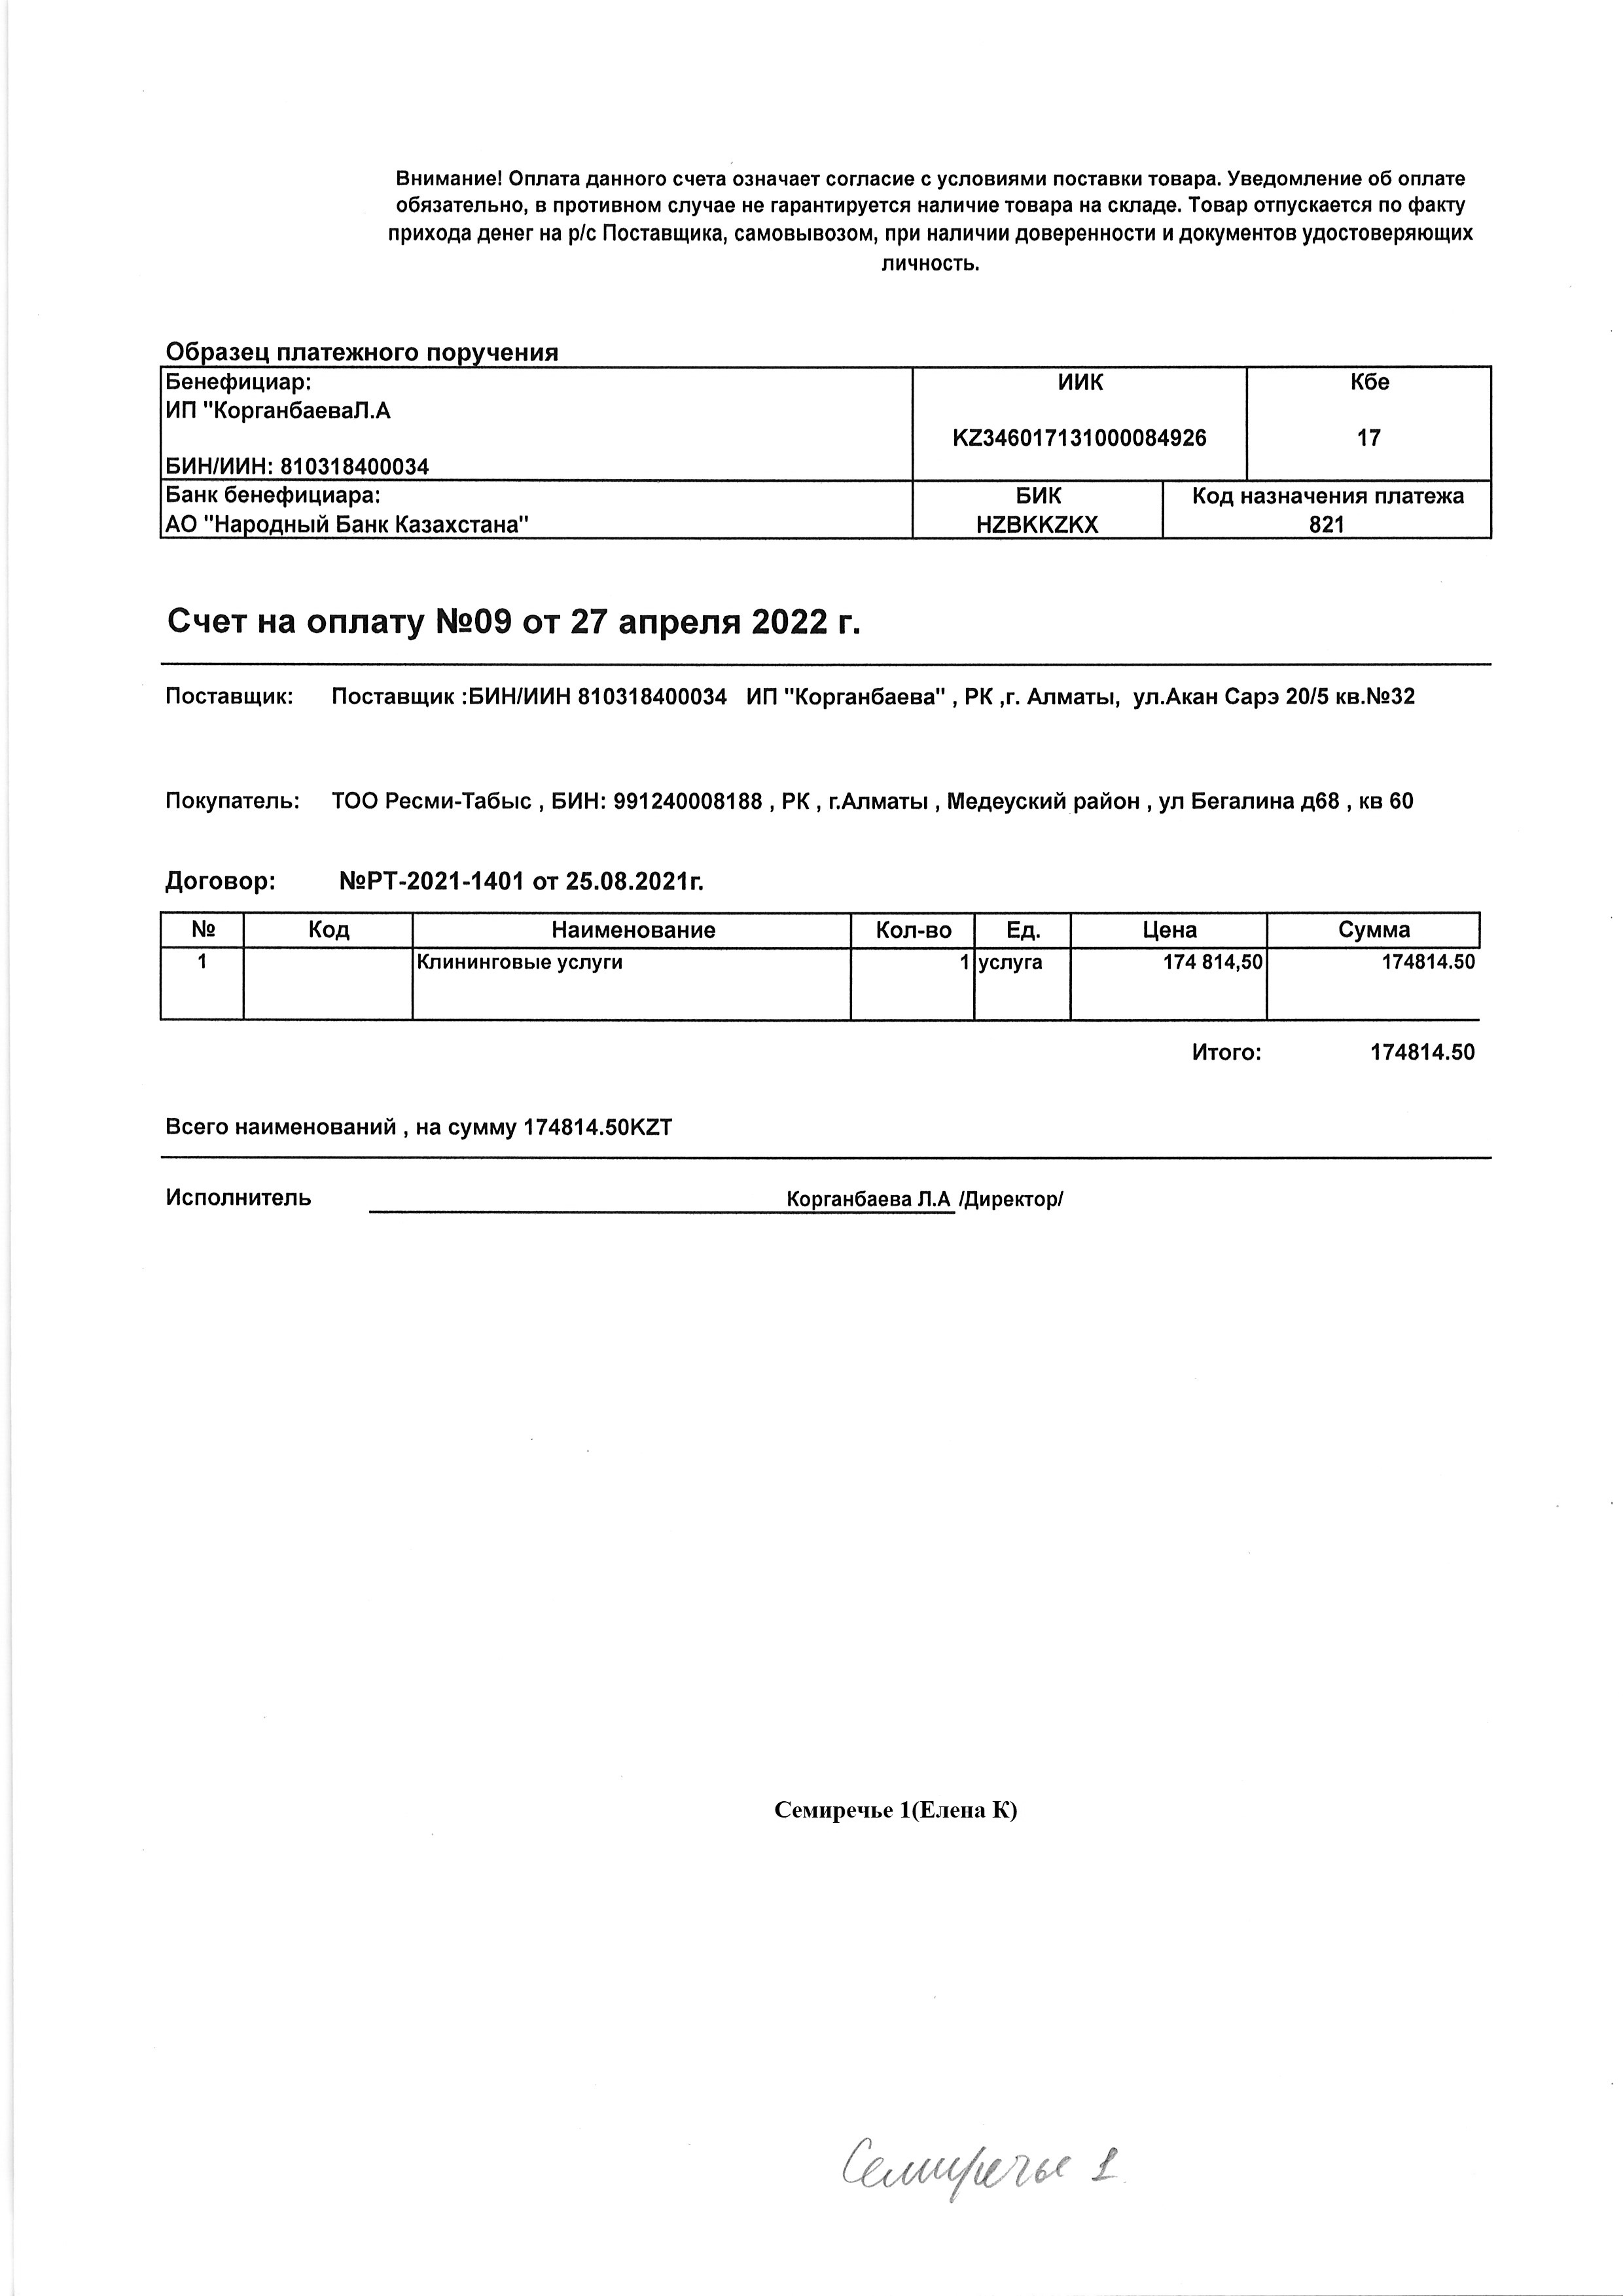 Внимание! Оплата данного счета означает согласие с условиями поставки товара. Уведомление об оплате
обязательно, в противном случае не гарантируется наличие товара на складе. Товар отпускается по факту
прихода денег на р/с Поставщика, самовывозом, при наличии доверенности и документов удостоверяющих
личность.
Образец платежного поручения
Бенефициар: ИИК Кбе
ИП "КорганбаеваЛ.А
KZ346017131000084926 17
БИН/ИИН: 810318400034
Банк бенефициара: БИК Код назначения платежа
АО "Народный Банк Казахстана" HZBKKZKX 821
Счет на оплату №09 от 27 апреля 2022 г.
Поставщик: Поставщик :БИН/ИИН 810318400034 ИП "Корганбаева" , РК ,г. Алматы, ул.Акан Сарэ 20/5 кв.№32
Покупатель: ТОО Ресми-Табыс , БИН: 991240008188 , РК , г.Алматы , Медеуский район , ул Бегалина д68 , кв 60
Договор: №РТ-2021-1401 от 25.08.2021г.
№ Код Наименование Кол-во Ед. Цена Сумма
1 Клининговые услуги 1 услуга 174 814,50 174814.50
Итого: 174814.50
Всего наименований , на сумму 174814.50KZT
Исполнитель Корганбаева Л.А /Директор/
Семиречье 1(Елена К)
Семиречье 1